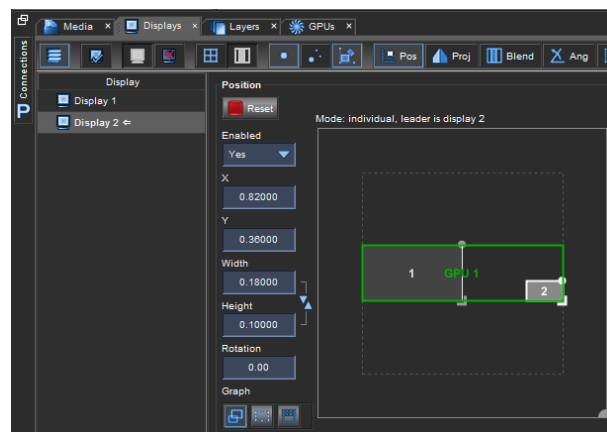 Media × Displays × Layers × GPUs ×
Connections
P
Pos Proj Blend Ang
Display
Display 1
Display 2 ⇐
Position
Reset
Mode: individual, leader is display 2
Enabled
Yes
X
0.82000
Y
0.36000
Width
0.18000
Height
0.10000
Rotation
0.00
Graph
1
GPU 1
2